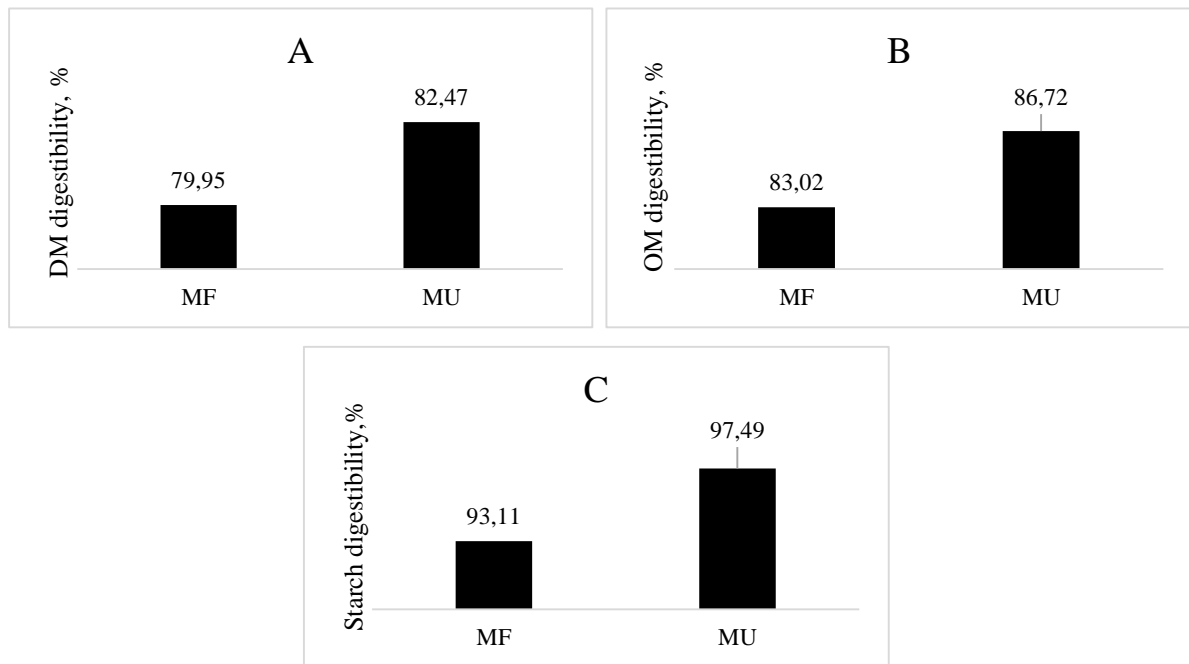 A
DM digestibility, %
79,95
82,47
MF
MU
B
OM digestibility, %
83,02
86,72
MF
MU
C
Starch digestibility,%
93,11
97,49
MF
MU